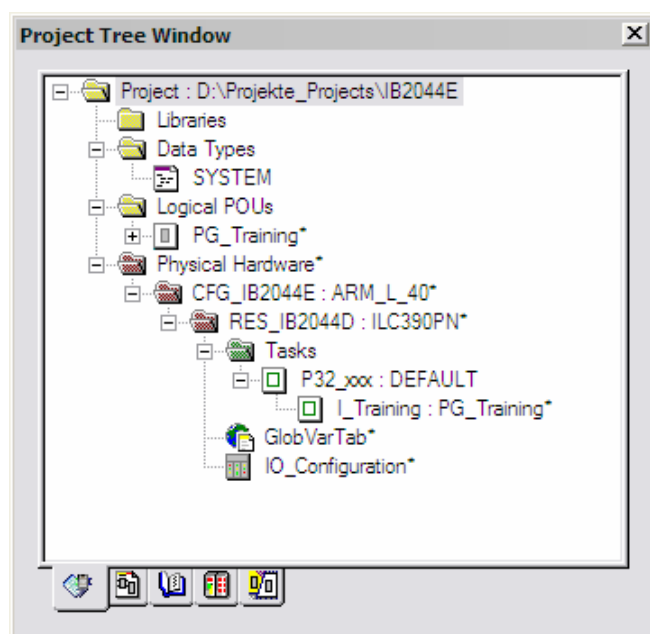 Project Tree Window
Project : D:\Projekte_Projects\IB2044E
Libraries
Data Types
SYSTEM
Logical POUs
PG_Training*
Physical Hardware*
CFG_IB2044E : ARM_L_40*
RES_IB2044D : ILC390PN*
Tasks
P32_xxx : DEFAULT
I_Training : PG_Training*
GlobVarTab*
IO_Configuration*